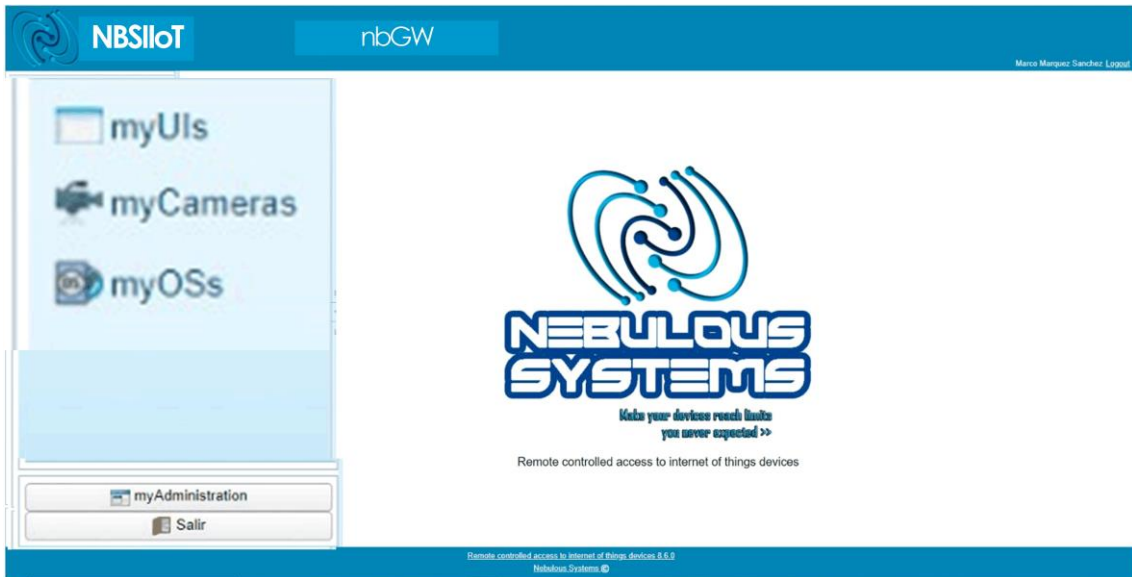 NBSIIoT
nbGW
Marco Marquez Sanchez Logout
myUIs
myCameras
myOSs
NEBULOUS
SYSTEMS
Make your devices reach limits
you never expected >>
Remote controlled access to internet of things devices
myAdministration
Salir
Remote controlled access to internet of things devices 8.6.0
Nebulous Systems ©